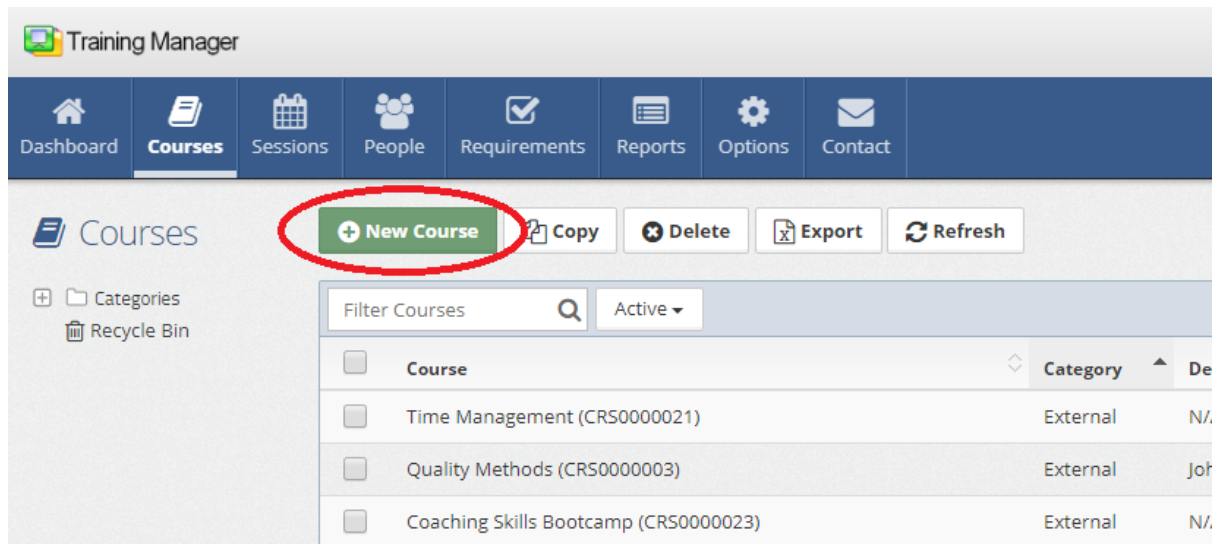 Training Manager
Dashboard Courses Sessions People Requirements Reports Options Contact
Courses
New Course Copy Delete Export Refresh
Categories
Recycle Bin
Filter Courses Active
Course Category De
Time Management (CRS0000021) External N/
Quality Methods (CRS0000003) External Joh
Coaching Skills Bootcamp (CRS0000023) External N/